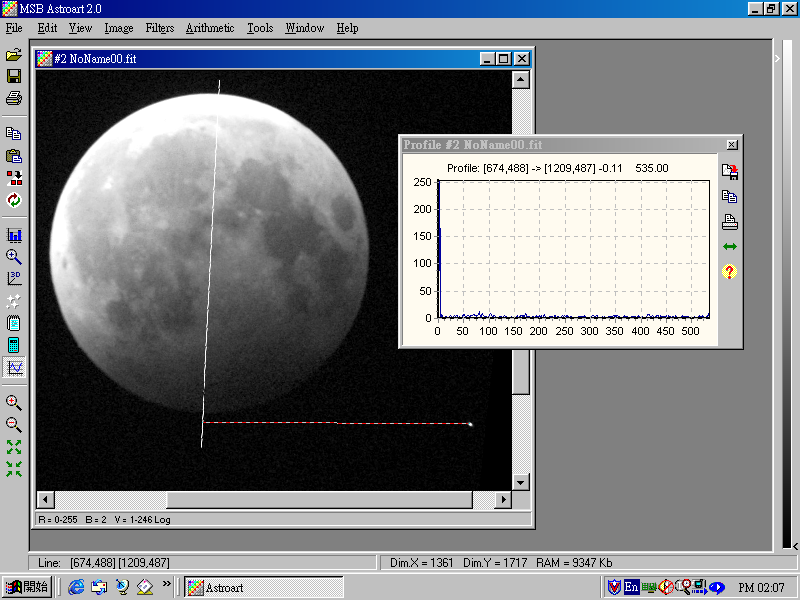 MSB Astroart 2.0
File Edit View Image Filters Arithmetic Tools Window Help
#2 NoName00.fit
Profile #2 NoName00.fit
Profile: [674,488] -> [1209,487] -0.11 535.00
250
200
150
100
50
0
0 50 100 150 200 250 300 350 400 450 500
3D
?
R = 0-255 B = 2 V = 1-246 Log
Line: [674,488] [1209,487]
Dim.X = 1361 Dim.Y = 1717 RAM = 9347 Kb
開始
»
Astroart
En
PM 02:07